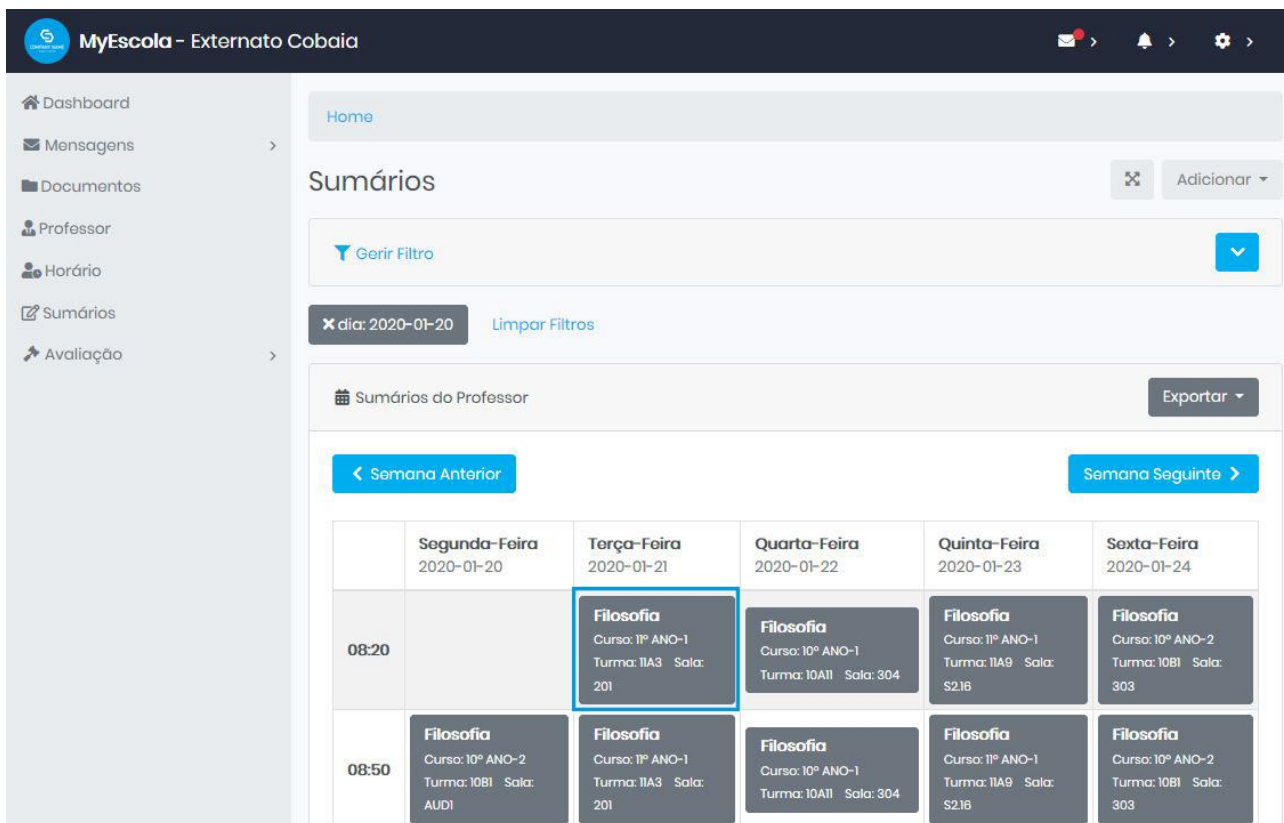 MyEscola - Externato Cobaia
Dashboard
Mensagens
Documentos
Professor
Horário
Sumários
Avaliação
Home
Sumários
Adicionar
Gerir Filtro
dia: 2020-01-20
Limpar Filtros
Sumários do Professor
Exportar
Semana Anterior
Semana Seguinte
Segunda-Feira Terça-Feira Quarta-Feira Quinta-Feira Sexta-Feira
2020-01-20 2020-01-21 2020-01-22 2020-01-23 2020-01-24
08:20
Filosofia
Curso: 11º ANO-1
Turma: 11A3 Sala:
201
Filosofia
Curso: 10º ANO-1
Turma: 10A11 Sala: 304
Filosofia
Curso: 11º ANO-1
Turma: 11A9 Sala:
S2.16
Filosofia
Curso: 10º ANO-2
Turma: 10B1 Sala:
303
08:50
Filosofia
Curso: 10º ANO-2
Turma: 10B1 Sala:
AUD1
Filosofia
Curso: 11º ANO-1
Turma: 11A3 Sala:
201
Filosofia
Curso: 10º ANO-1
Turma: 10A11 Sala: 304
Filosofia
Curso: 11º ANO-1
Turma: 11A9 Sala:
S2.16
Filosofia
Curso: 10º ANO-2
Turma: 10B1 Sala:
303